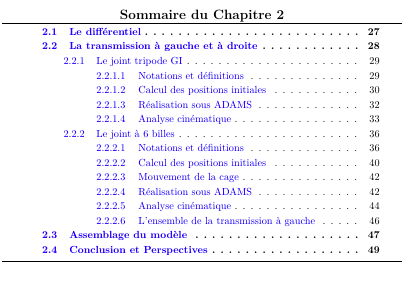 Sommaire du Chapitre 2
2.1 Le différentiel . . . . . . . . . . . . . . . . . . . . . . . . . . 27
2.2 La transmission à gauche et à droite . . . . . . . . . . . . 28
2.2.1 Le joint tripode GI . . . . . . . . . . . . . . . . . . . . . 29
2.2.1.1 Notations et définitions . . . . . . . . . . . . . 29
2.2.1.2 Calcul des positions initiales . . . . . . . . . . . 30
2.2.1.3 Réalisation sous ADAMS . . . . . . . . . . . . 32
2.2.1.4 Analyse cinématique . . . . . . . . . . . . . . . 33
2.2.2 Le joint à 6 billes . . . . . . . . . . . . . . . . . . . . . . 36
2.2.2.1 Notations et définitions . . . . . . . . . . . . . 36
2.2.2.2 Calcul des positions initiales . . . . . . . . . . . 40
2.2.2.3 Mouvement de la cage . . . . . . . . . . . . . . 42
2.2.2.4 Réalisation sous ADAMS . . . . . . . . . . . . 42
2.2.2.5 Analyse cinématique . . . . . . . . . . . . . . . 44
2.2.2.6 L'ensemble de la transmission à gauche . . . . . 46
2.3 Assemblage du modèle . . . . . . . . . . . . . . . . . . . . 47
2.4 Conclusion et Perspectives . . . . . . . . . . . . . . . . . . 49